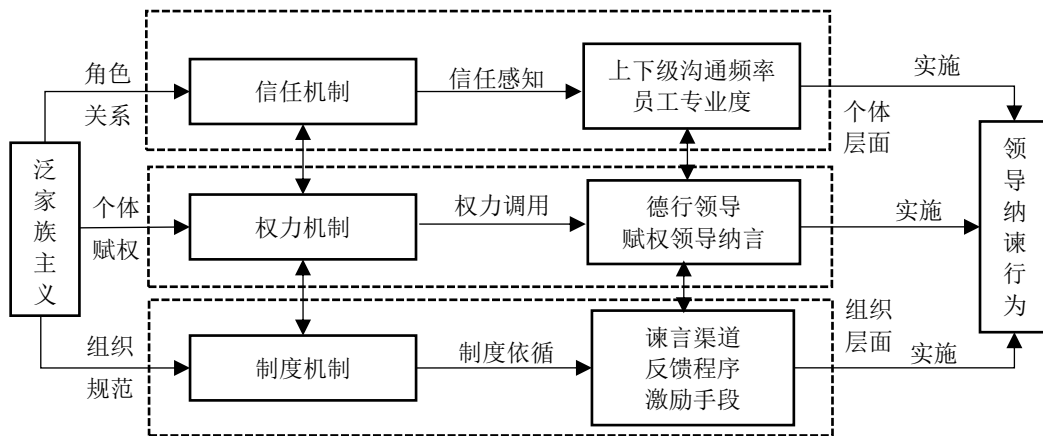 泛家族主义
角色
关系
信任机制
信任感知
上下级沟通频率
员工专业度
实施
个体
层面
个体
赋权
权力机制
权力调用
德行领导
赋权领导纳言
实施
组织
规范
制度机制
制度依循
谏言渠道
反馈程序
激励手段
组织
层面
实施
领导纳谏行为